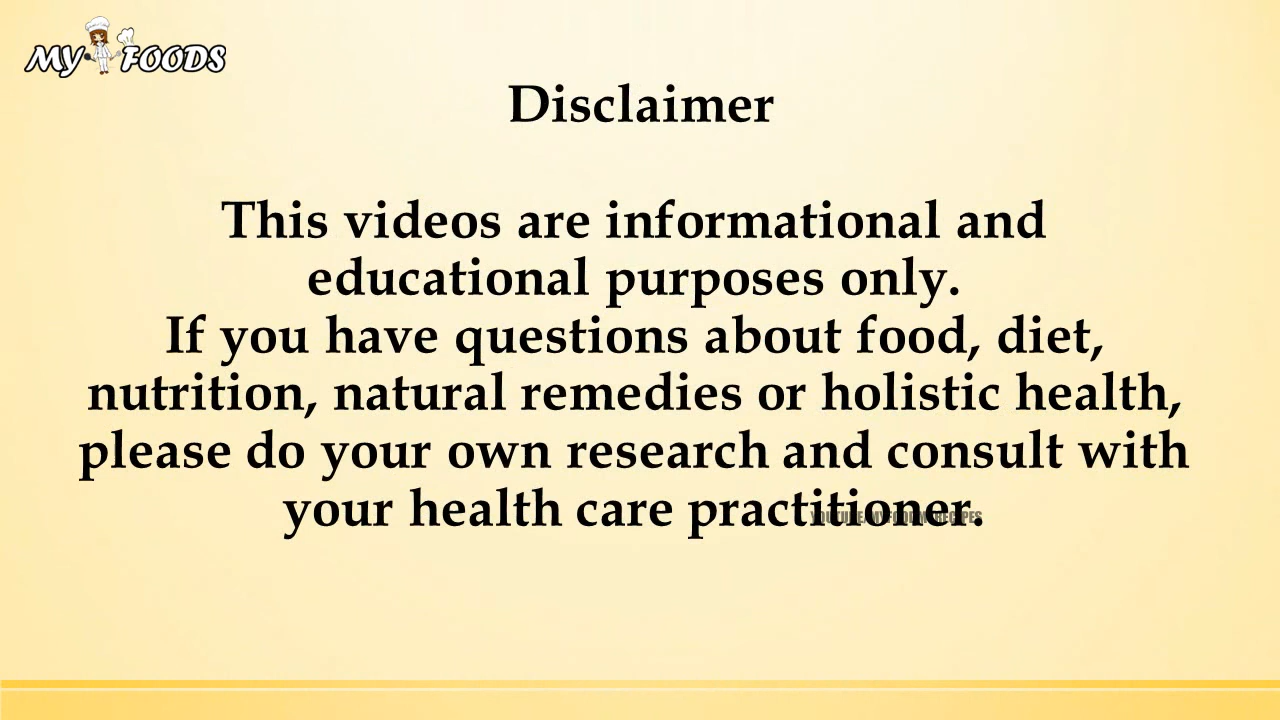 MY FOODS
Disclaimer
This videos are informational and
educational purposes only.
If you have questions about food, diet,
nutrition, natural remedies or holistic health,
please do your own research and consult with
your health care practitioner.